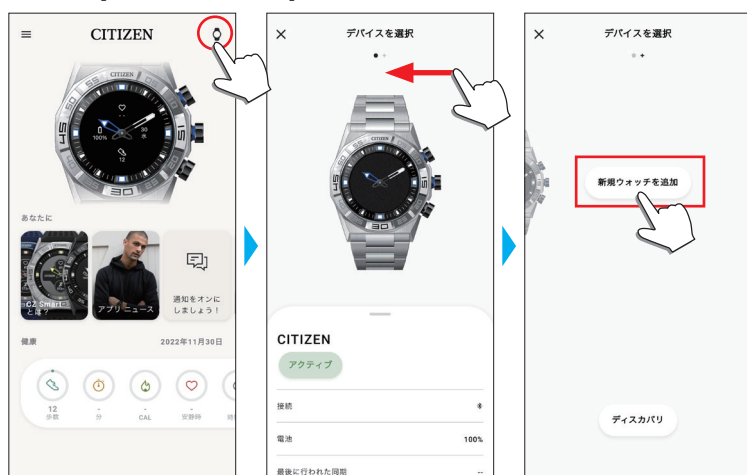 CITIZEN
CITIZEN
100%
30
水
12
あなたに
CZ Smart
とは？
アプリ ニュース
通知をオンに
しましょう！
健康
2022年11月30日
12
歩数
-
分
-
CAL
-
安静時
デバイスを選択
CITIZEN
CITIZEN
アクティブ
接続
電池
100%
最後に行われた同期
--
デバイスを選択
新規ウォッチを追加
ディスカバリ